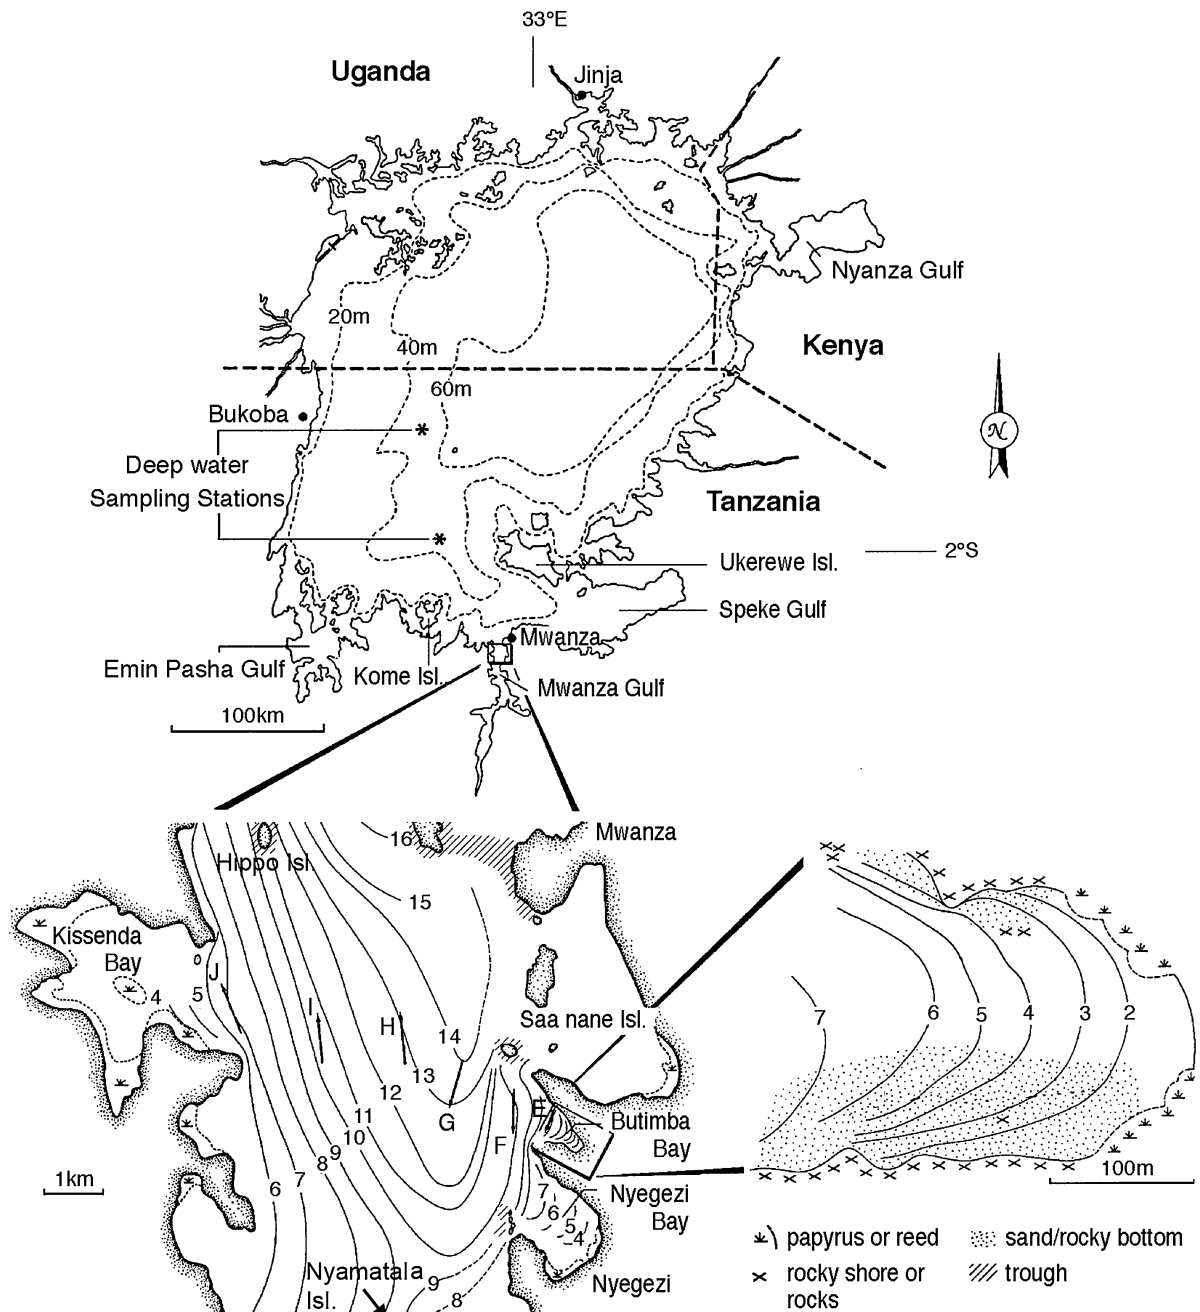 33°E
Uganda
Jinja
Nyanza Gulf
20m
Kenya
40m
60m
N
Bukoba
Deep water
Sampling Stations
Tanzania
2°S
Ukerewe Isl.
Speke Gulf
Mwanza
Emin Pasha Gulf
Kome Isl.
Mwanza Gulf
100km
16
Mwanza
Hippo Isl.
15
Kissenda
Bay
J
4
5
I
H
Saa nane Isl.
14
13
12
G
E
11
10
F
Butimba
Bay
9
8
7
6
1km
7
6
5
4
Nyegezi
Bay
Nyamatala
Isl.
9
8
Nyegezi
7
6
5
4
3
2
100m
papyrus or reed
sand/rocky bottom
rocky shore or
rocks
trough